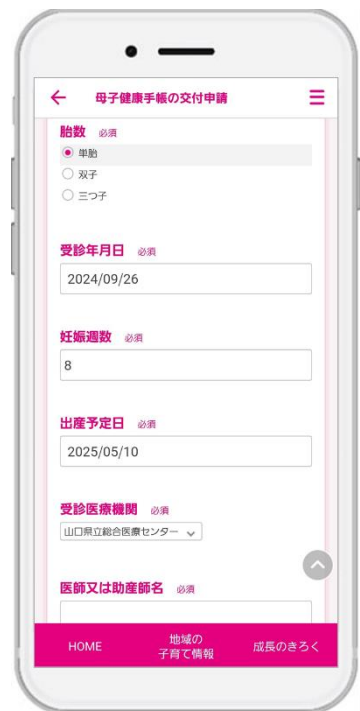 母子健康手帳の交付申請
胎数 必須
単胎
双子
三つ子
受診年月日 必須
2024/09/26
妊娠週数 必須
8
出産予定日 必須
2025/05/10
受診医療機関 必須
山口県立総合医療センター
医師又は助産師名 必須
HOME
地域の
子育て情報
成長のきろく